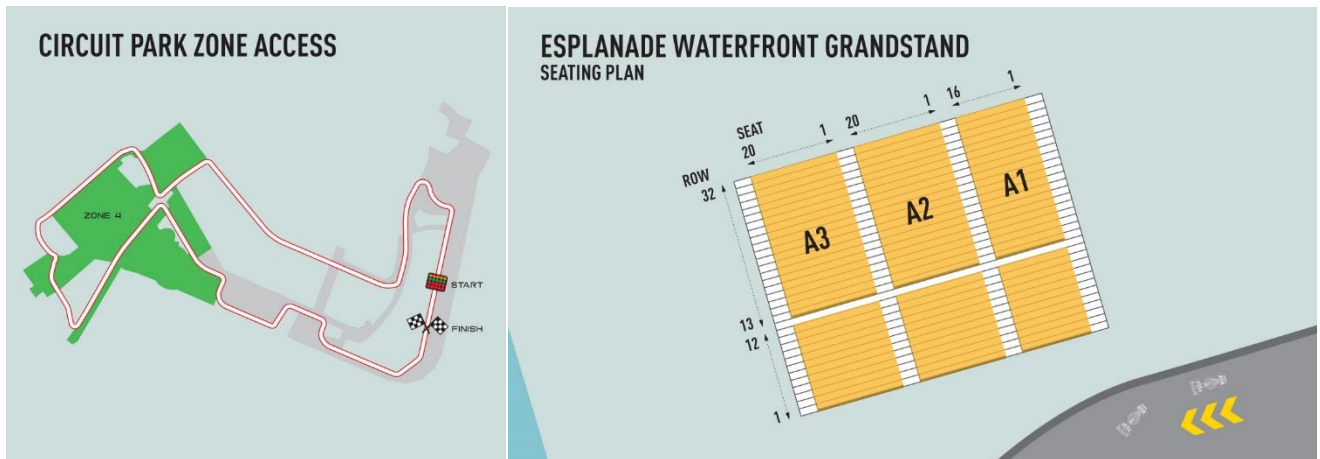 CIRCUIT PARK ZONE ACCESS
ZONE 4
START
FINISH
ESPLANADE WATERFRONT GRANDSTAND
SEATING PLAN
1
16
1
20
1
SEAT
20
ROW
32
A1
A2
A3
13
12
1